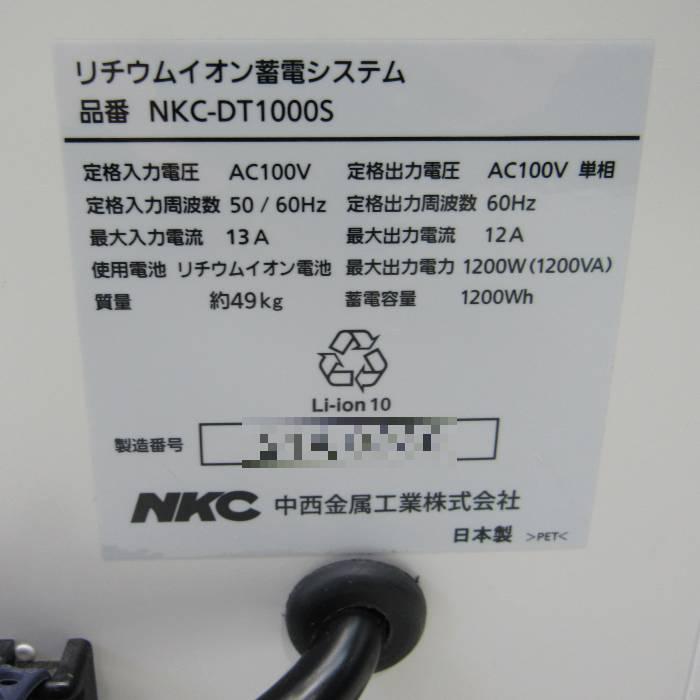 リチウムイオン蓄電システム
品番 NKC-DT1000S
定格入力電圧 AC100V 定格出力電圧 AC100V 単相
定格入力周波数 50 / 60Hz 定格出力周波数 60Hz
最大入力電流 13A 最大出力電流 12A
使用電池 リチウムイオン電池 最大出力電力 1200W(1200VA)
質量 約49kg 蓄電容量 1200Wh
Li-ion 10
製造番号
NKC 中西金属工業株式会社
日本製 >PET<